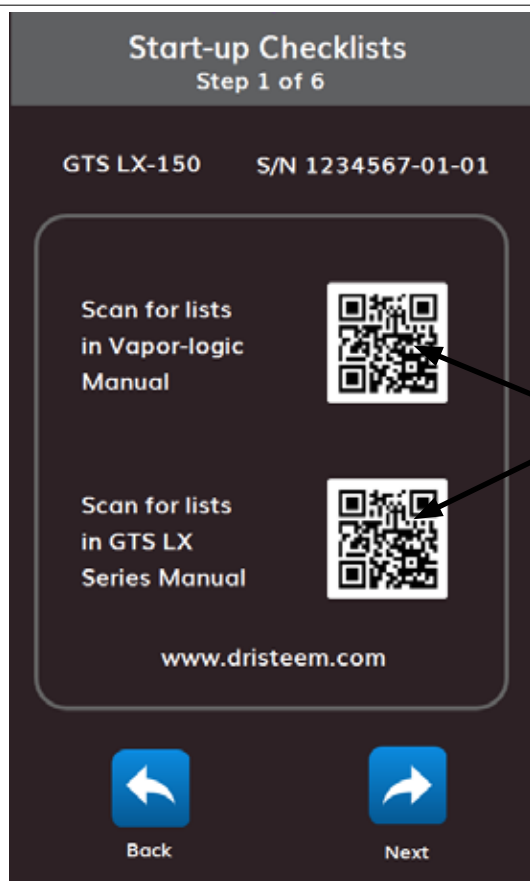 Start-up Checklists
Step 1 of 6
GTS LX-150 S/N 1234567-01-01
Scan for lists
in Vapor-logic
Manual
Scan for lists
in GTS LX
Series Manual
www.dristeem.com
Back Next